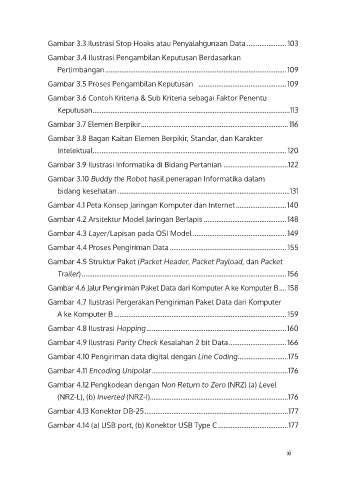 Gambar 3.3 Ilustrasi Stop Hoaks atau Penyalahgunaan Data ................... 103
Gambar 3.4 Ilustrasi Pengambilan Keputusan Berdasarkan
Pertimbangan ........................................................................................ 109
Gambar 3.5 Proses Pengambilan Keputusan .......................................... 109
Gambar 3.6 Contoh Kriteria & Sub Kriteria sebagai Faktor Penentu
Keputusan ................................................................................................ 113
Gambar 3.7 Elemen Berpikir ....................................................................... 116
Gambar 3.8 Bagan Kaitan Elemen Berpikir, Standar, dan Karakter
Intelektual ............................................................................................... 120
Gambar 3.9 Ilustrasi Informatika di Bidang Pertanian ............................... 122
Gambar 3.10 Buddy the Robot hasil penerapan Informatika dalam
bidang kesehatan .................................................................................... 131
Gambar 4.1 Peta Konsep Jaringan Komputer dan Internet ........................ 140
Gambar 4.2 Arsitektur Model Jaringan Berlapis ........................................ 148
Gambar 4.3 Layer/Lapisan pada OSI Model ............................................. 149
Gambar 4.4 Proses Pengiriman Data ......................................................... 155
Gambar 4.5 Struktur Paket (Packet Header, Packet Payload, dan Packet
Trailer) ..................................................................................................... 156
Gambar 4.6 Jalur Pengiriman Paket Data dari Komputer A ke Komputer B .... 158
Gambar 4.7 Ilustrasi Pergerakan Pengiriman Paket Data dari Komputer
A ke Komputer B ..................................................................................... 159
Gambar 4.8 Ilustrasi Hopping .................................................................... 160
Gambar 4.9 Ilustrasi Parity Check Kesalahan 2 bit Data ............................ 166
Gambar 4.10 Pengiriman data digital dengan Line Coding ........................ 175
Gambar 4.11 Encoding Unipolar .................................................................. 176
Gambar 4.12 Pengkodean dengan Non Return to Zero (NRZ) (a) Level
(NRZ-L), (b) Inverted (NRZ-I) ................................................................... 176
Gambar 4.13 Konektor DB-25 ..................................................................... 177
Gambar 4.14 (a) USB port, (b) Konektor USB Type C .................................. 177
xi